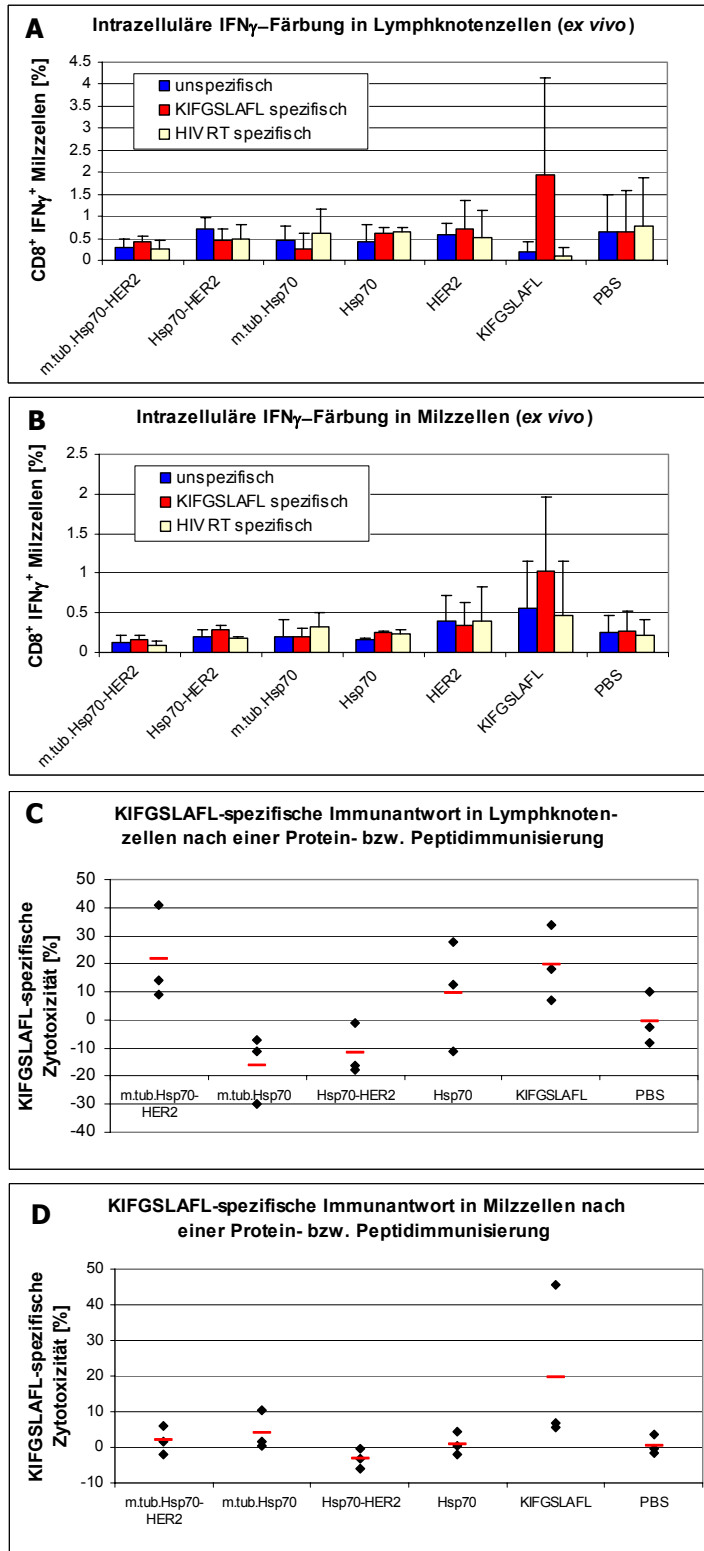 A
Intrazelluläre IFNγ–Färbung in Lymphknotenzellen (ex vivo)
CD8+ IFNγ+ Milzzellen [%]
5
4.5
4
3.5
3
2.5
2
1.5
1
0.5
0
unspezifisch
KIFGSLAFL spezifisch
HIV RT spezifisch
m.tub.Hsp70-HER2
Hsp70-HER2
m.tub.Hsp70
Hsp70
HER2
KIFGSLAFL
PBS
B
Intrazelluläre IFNγ–Färbung in Milzzellen (ex vivo)
CD8+ IFNγ+ Milzzellen [%]
2.5
2
1.5
1
0.5
0
unspezifisch
KIFGSLAFL spezifisch
HIV RT spezifisch
m.tub.Hsp70-HER2
Hsp70-HER2
m.tub.Hsp70
Hsp70
HER2
KIFGSLAFL
PBS
C
KIFGSLAFL-spezifische Immunantwort in Lymphknoten-
zellen nach einer Protein- bzw. Peptidimmunisierung
KIFGSLAFL-spezifische
Zytotoxizität [%]
50
40
30
20
10
0
-10
-20
-30
-40
m.tub.Hsp70-
HER2
m.tub.Hsp70
Hsp70-HER2
Hsp70
KIFGSLAFL
PBS
D
KIFGSLAFL-spezifische Immunantwort in Milzzellen nach
einer Protein- bzw. Peptidimmunisierung
KIFGSLAFL-spezifische
Zytotoxizität [%]
50
40
30
20
10
0
-10
m.tub.Hsp70-
HER2
m.tub.Hsp70
Hsp70-HER2
Hsp70
KIFGSLAFL
PBS